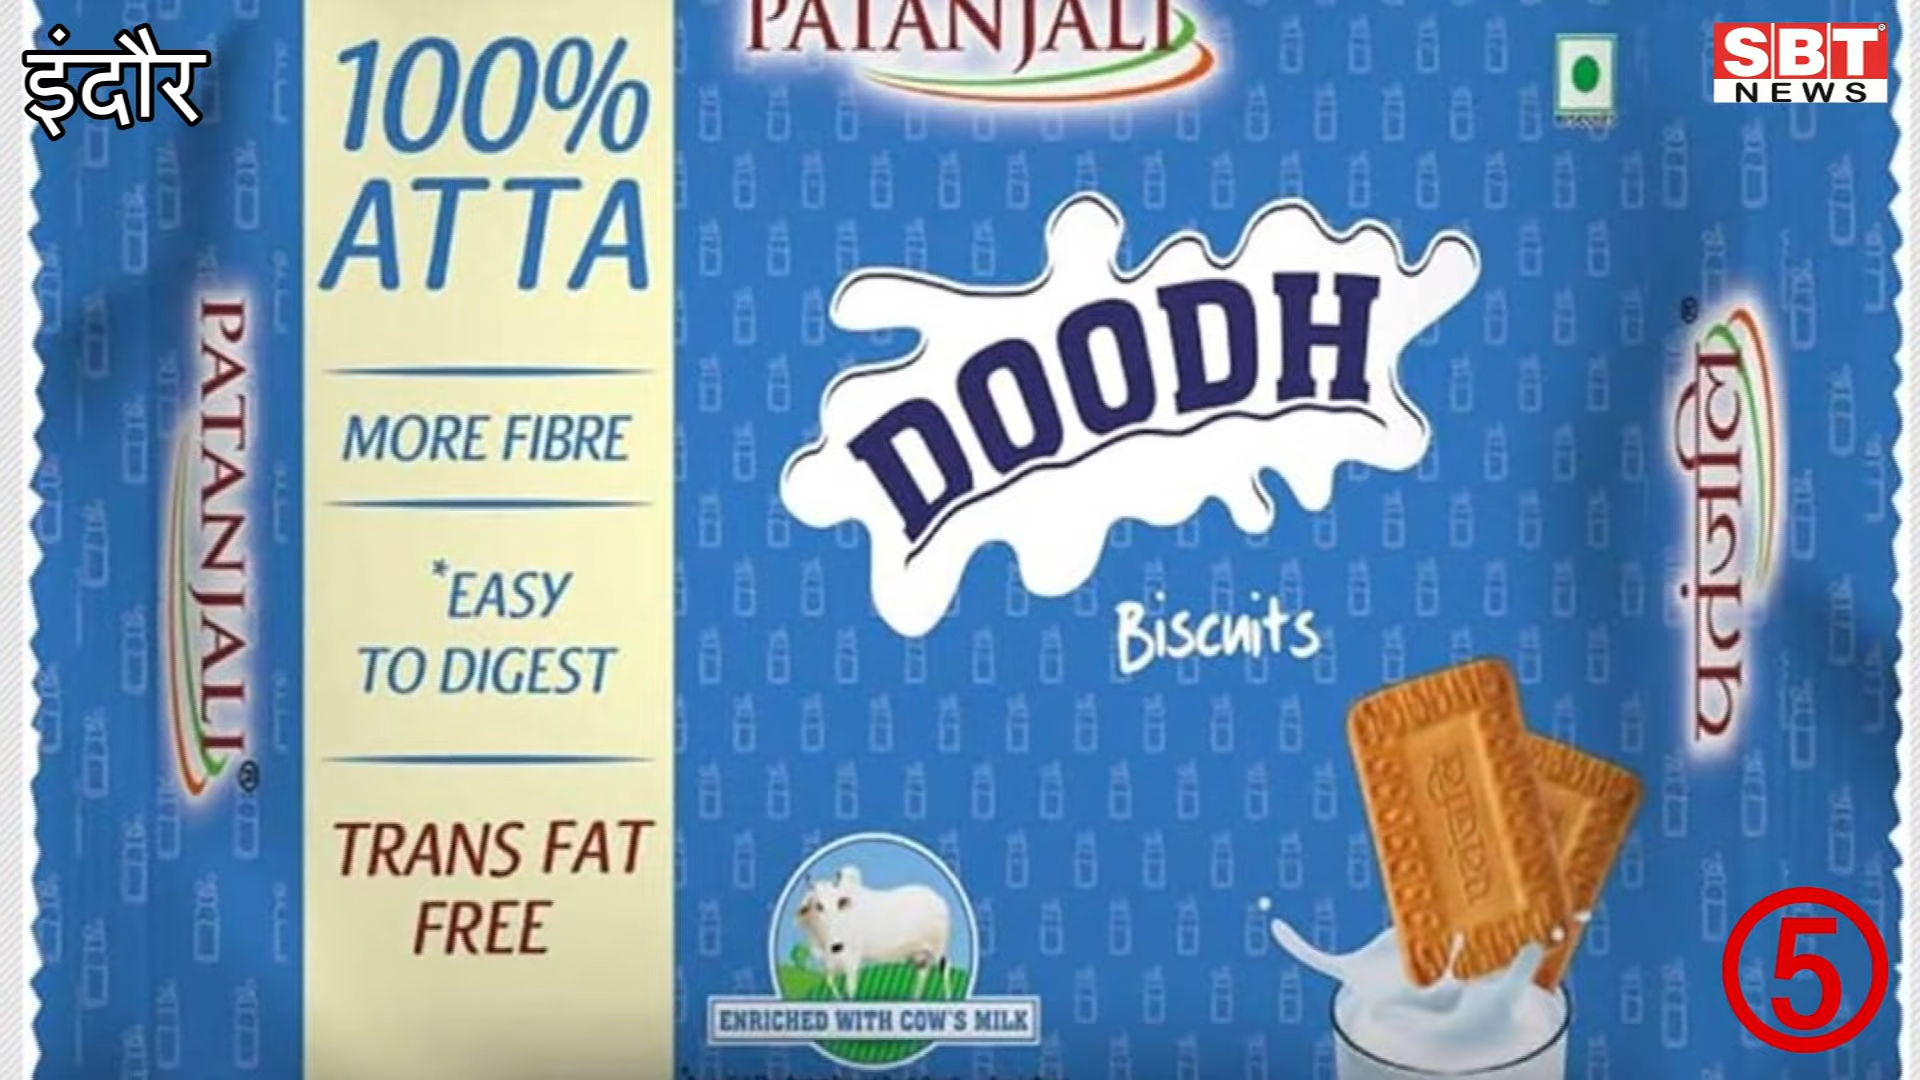 इंदौर
PATANJALI
SBT
NEWS
100%
ATTA
MORE FIBRE
*EASY
TO DIGEST
TRANS FAT
FREE
PATANJALI®
DOODH
Biscuits
पतंजलि®
ENRICHED WITH COW'S MILK
5